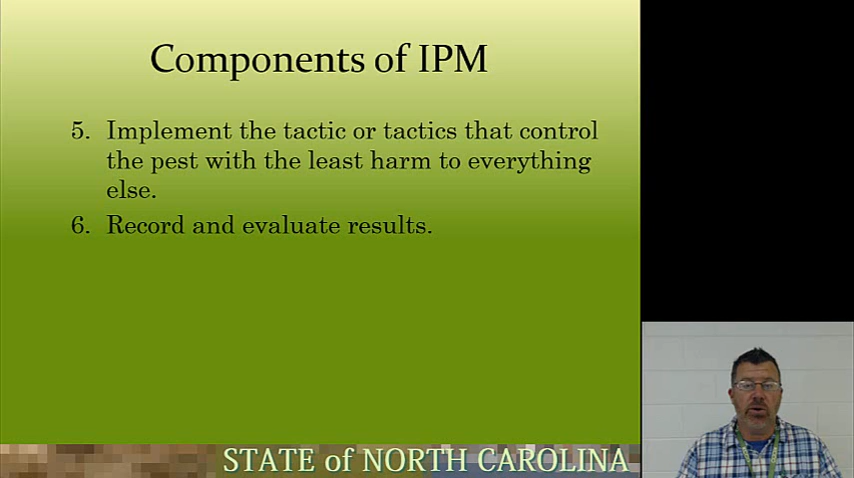 Components of IPM
5. Implement the tactic or tactics that control
the pest with the least harm to everything
else.
6. Record and evaluate results.
STATE of NORTH CAROLINA